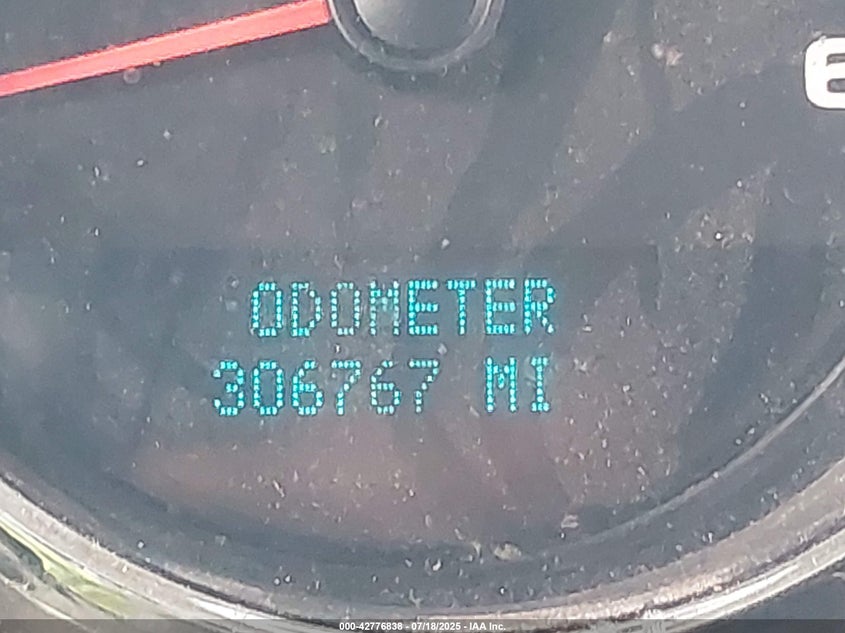 ODOMETER
306767 MI
000-42776838 - 07/18/2025 - IAA Inc.